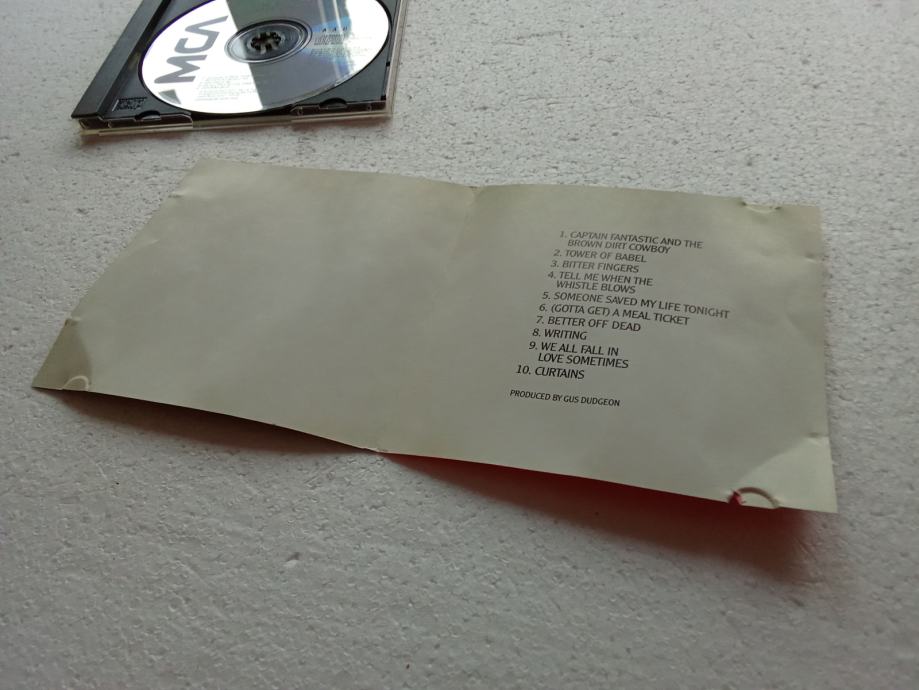 MCA
1. CAPTAIN FANTASTIC AND THE
BROWN DIRT COWBOY
2. TOWER OF BABEL
3. BITTER FINGERS
4. TELL ME WHEN THE
WHISTLE BLOWS
5. SOMEONE SAVED MY LIFE TONIGHT
6. (GOTTA GET) A MEAL TICKET
7. BETTER OFF DEAD
8. WRITING
9. WE ALL FALL IN
LOVE SOMETIMES
10. CURTAINS
PRODUCED BY GUS DUDGEON